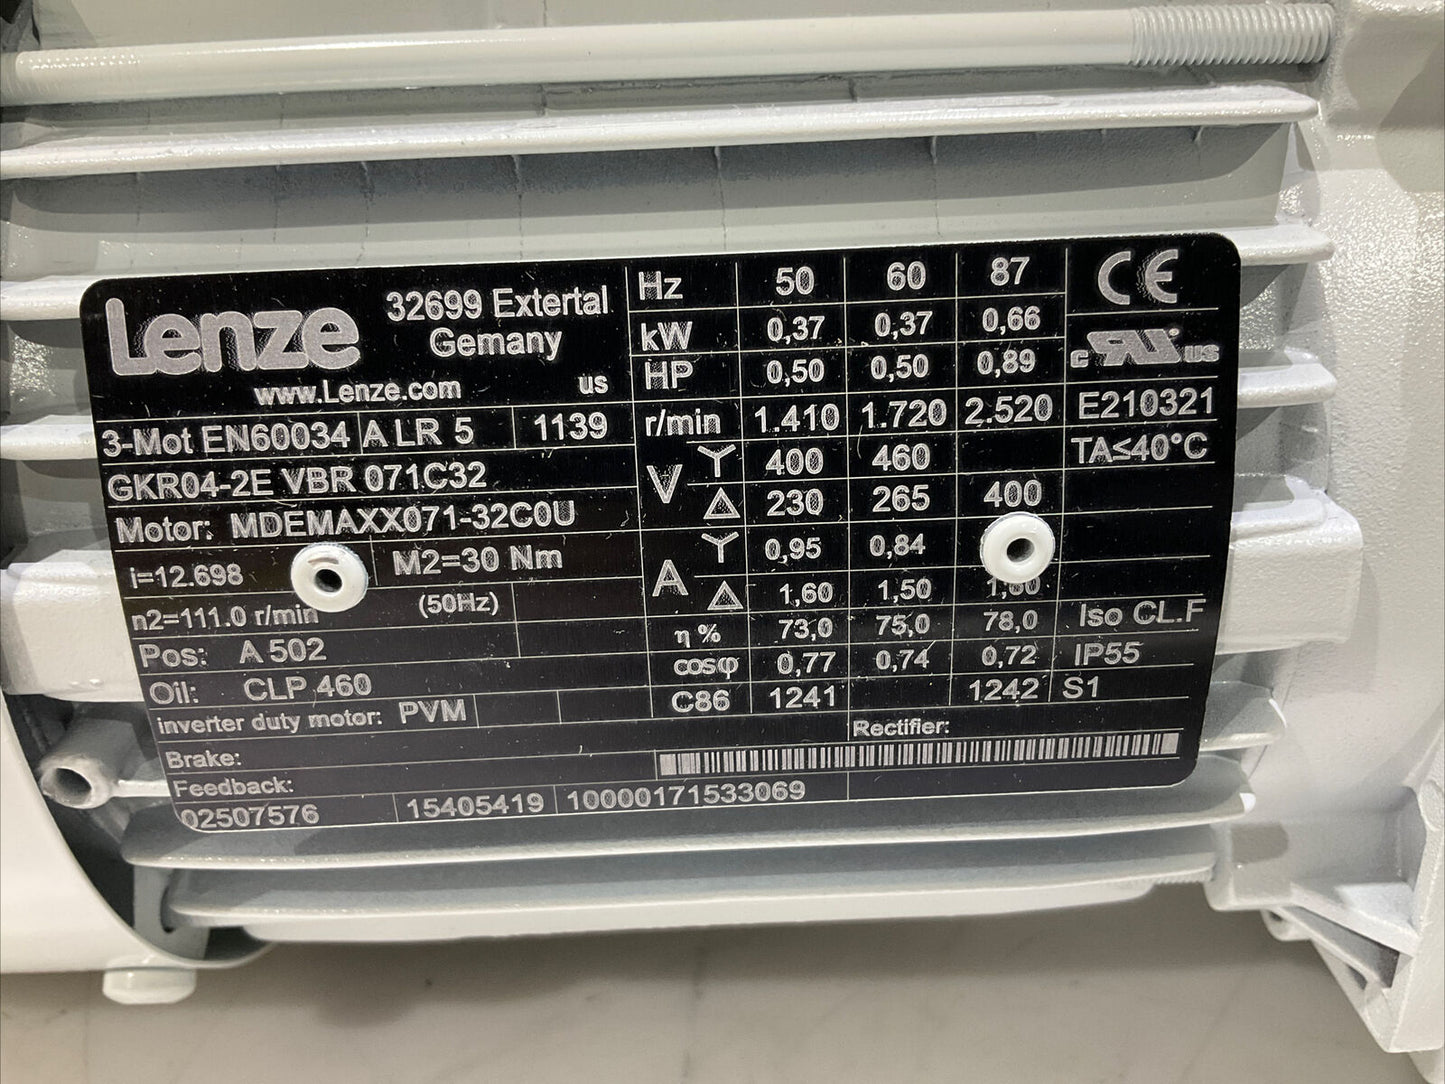 Lenze
32699 Extertal
Gemany
www.Lenze.com us
3-Mot EN60034 A LR 5 1139
GKR04-2E VBR 071C32
Motor: MDEMAXX071-32C0U
i=12.698 M2=30 Nm
n2=111.0 r/min (50Hz)
Pos: A 502
Oil: CLP 460
inverter duty motor: PVM
Brake:
Feedback:
02507576 15405419 10000171533069
Hz 50 60 87
kW 0,37 0,37 0,66
HP 0,50 0,50 0,89
r/min 1.410 1.720 2.520
V Y 400 460
△ 230 265 400
A Y 0,95 0,84
△ 1,60 1,50 1,60
η % 73,0 75,0 78,0
cosφ 0,77 0,74 0,72
C86 1241 1242
Rectifier:
CE
c RU us
E210321
TA≤40°C
Iso CL.F
IP55
S1